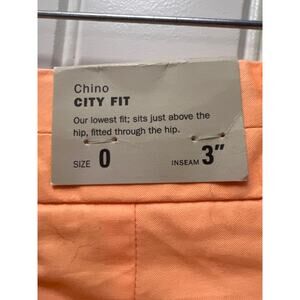 Chino
CITY FIT
Our lowest fit; sits just above the
hip, fitted through the hip.
SIZE 0 INSEAM 3"